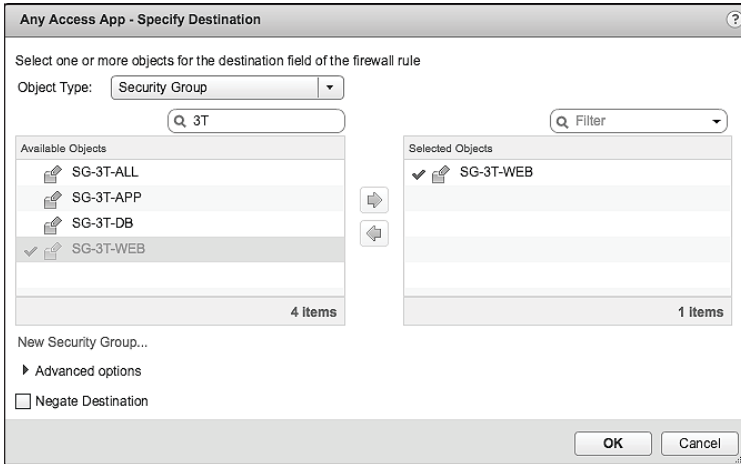 Any Access App - Specify Destination
?
Select one or more objects for the destination field of the firewall rule
Object Type: Security Group
3T
Filter
Available Objects
SG-3T-ALL
SG-3T-APP
SG-3T-DB
SG-3T-WEB
4 items
Selected Objects
SG-3T-WEB
1 items
New Security Group...
Advanced options
Negate Destination
OK
Cancel